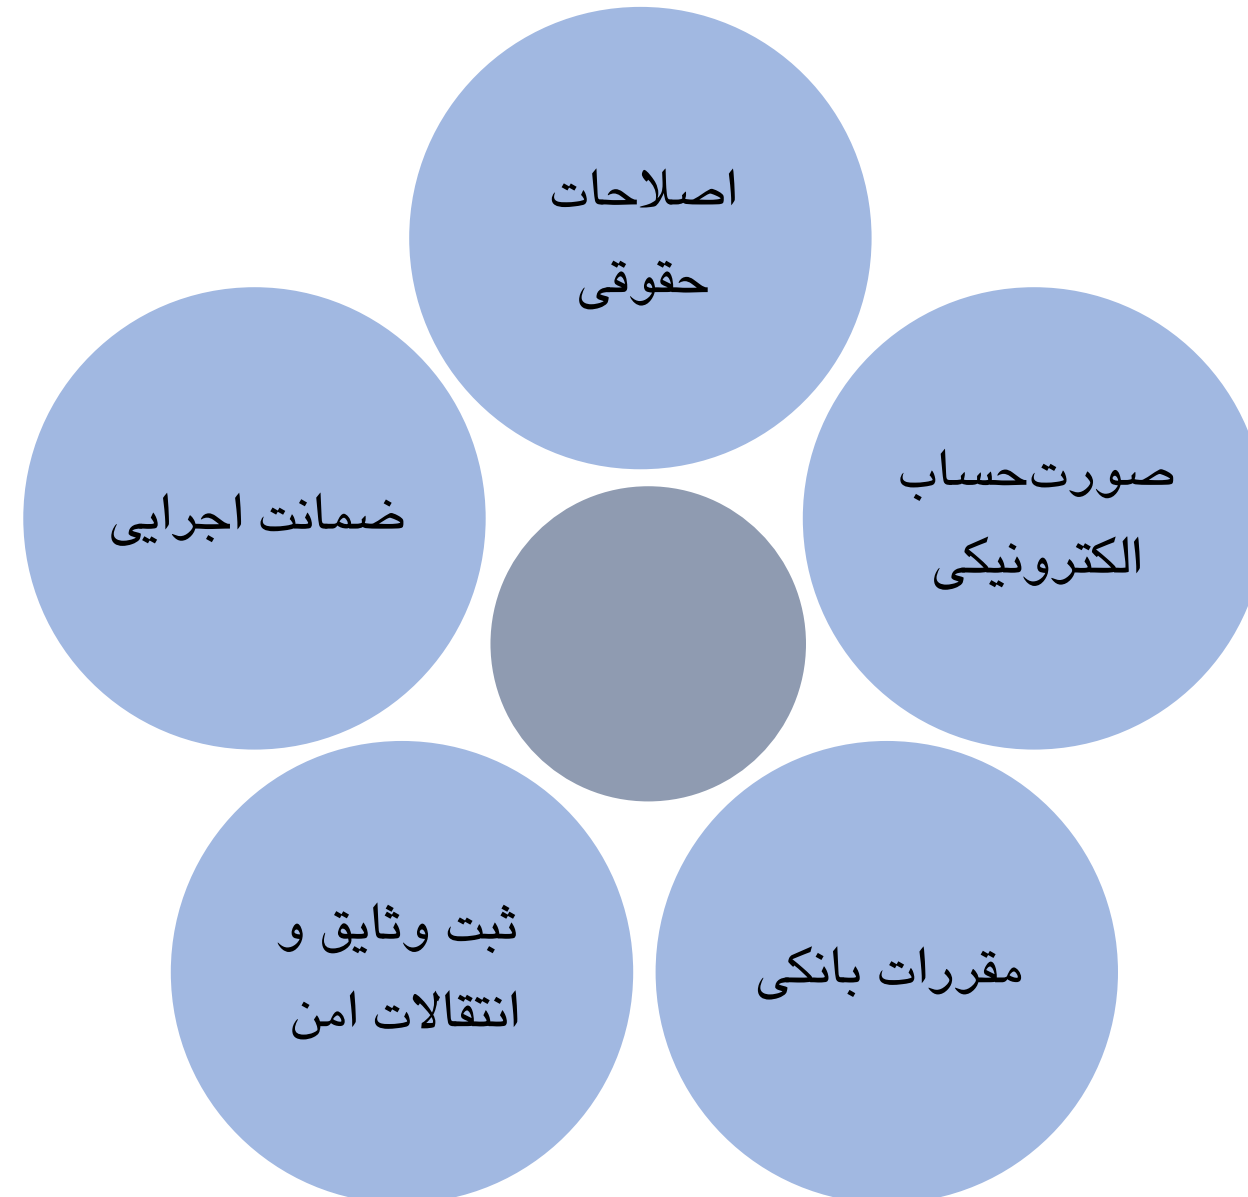 اصلاحات
حقوقی
صورت‌حساب
الکترونیکی
مقررات بانکی
ثبت وثایق و
انتقالات امن
ضمانت اجرایی